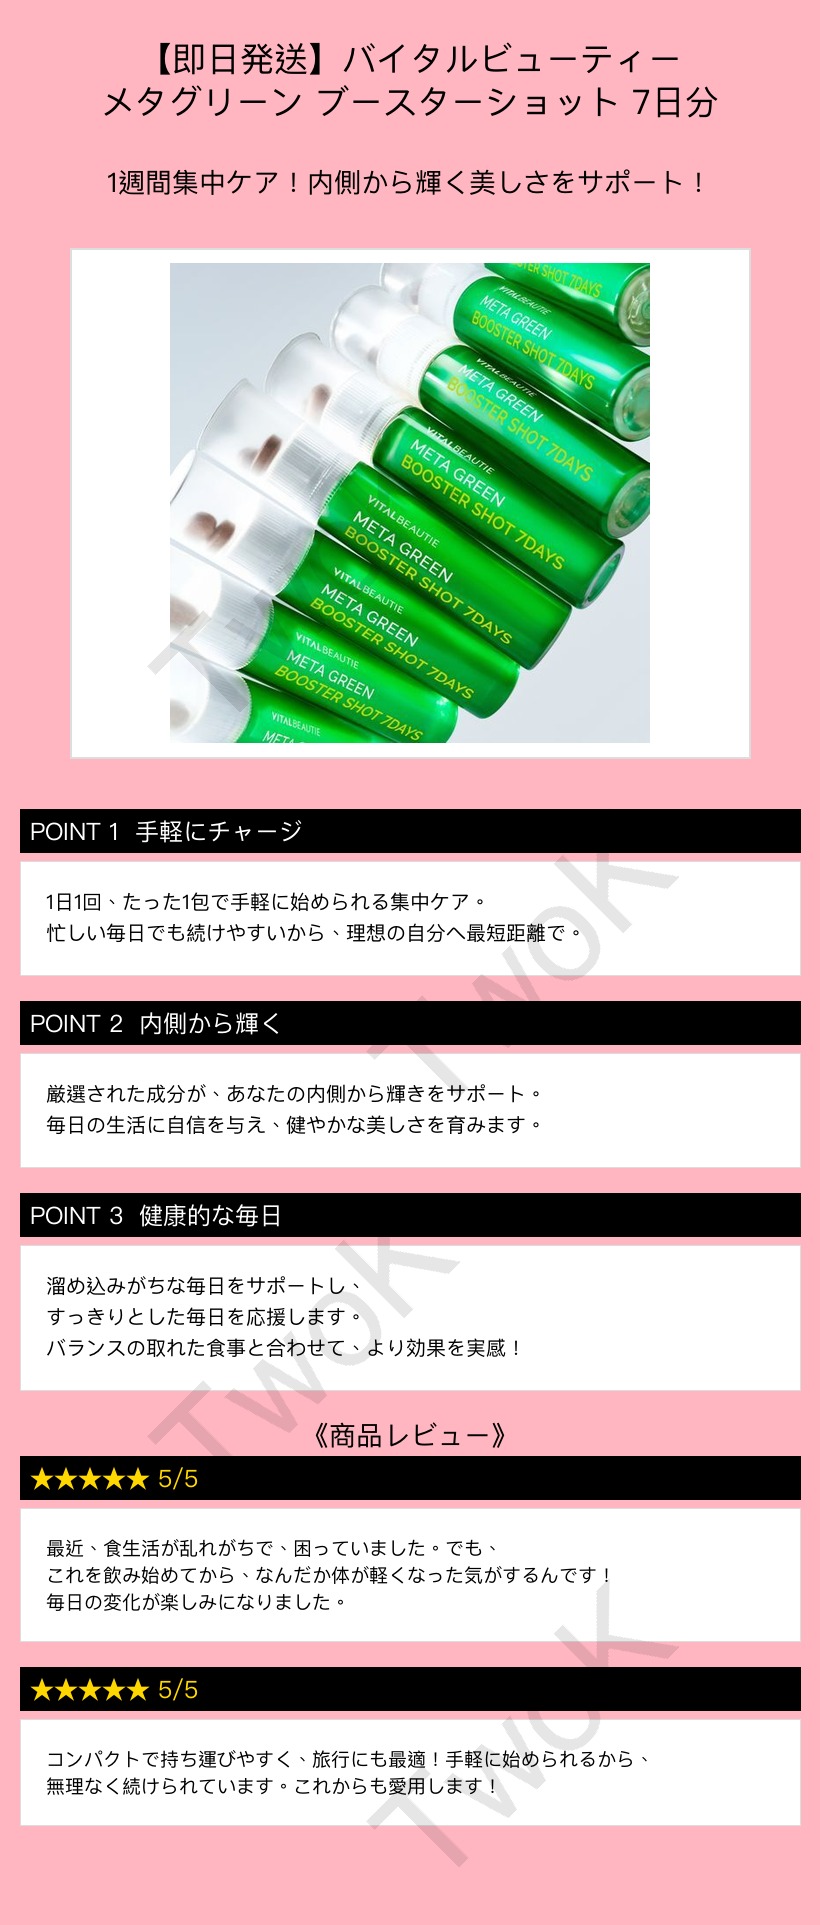 【即日発送】バイタルビューティー
メタグリーン ブースターショット 7日分
1週間集中ケア！内側から輝く美しさをサポート！
BOOSTER SHOT 7DAYS
VITALBEAUTIE
META GREEN
BOOSTER SHOT 7DAYS
VITALBEAUTIE
META GREEN
BOOSTER SHOT 7DAYS
VITALBEAUTIE
META GREEN
BOOSTER SHOT 7DAYS
VITALBEAUTIE
META GREEN
BOOSTER SHOT 7DAYS
VITALBEAUTIE
META GREEN
BOOSTER SHOT 7DAYS
VITALBEAUTIE
META GREEN
BOOSTER SHOT 7DAYS
VITALBEAUTIE
POINT 1 手軽にチャージ
1日1回、たった1包で手軽に始められる集中ケア。
忙しい毎日でも続けやすいから、理想の自分へ最短距離で。
TwoK
POINT 2 内側から輝く
厳選された成分が、あなたの内側から輝きをサポート。
毎日の生活に自信を与え、健やかな美しさを育みます。
POINT 3 健康的な毎日
溜め込みがちな毎日をサポートし、
すっきりとした毎日を応援します。
バランスの取れた食事と合わせて、より効果を実感！
TwoK
《商品レビュー》
★★★★★ 5/5
最近、食生活が乱れがちで、困っていました。でも、
これを飲み始めてから、なんだか体が軽くなった気がするんです！
毎日の変化が楽しみになりました。
★★★★★ 5/5
コンパクトで持ち運びやすく、旅行にも最適！手軽に始められるから、
無理なく続けられています。これからも愛用します！
TwoK